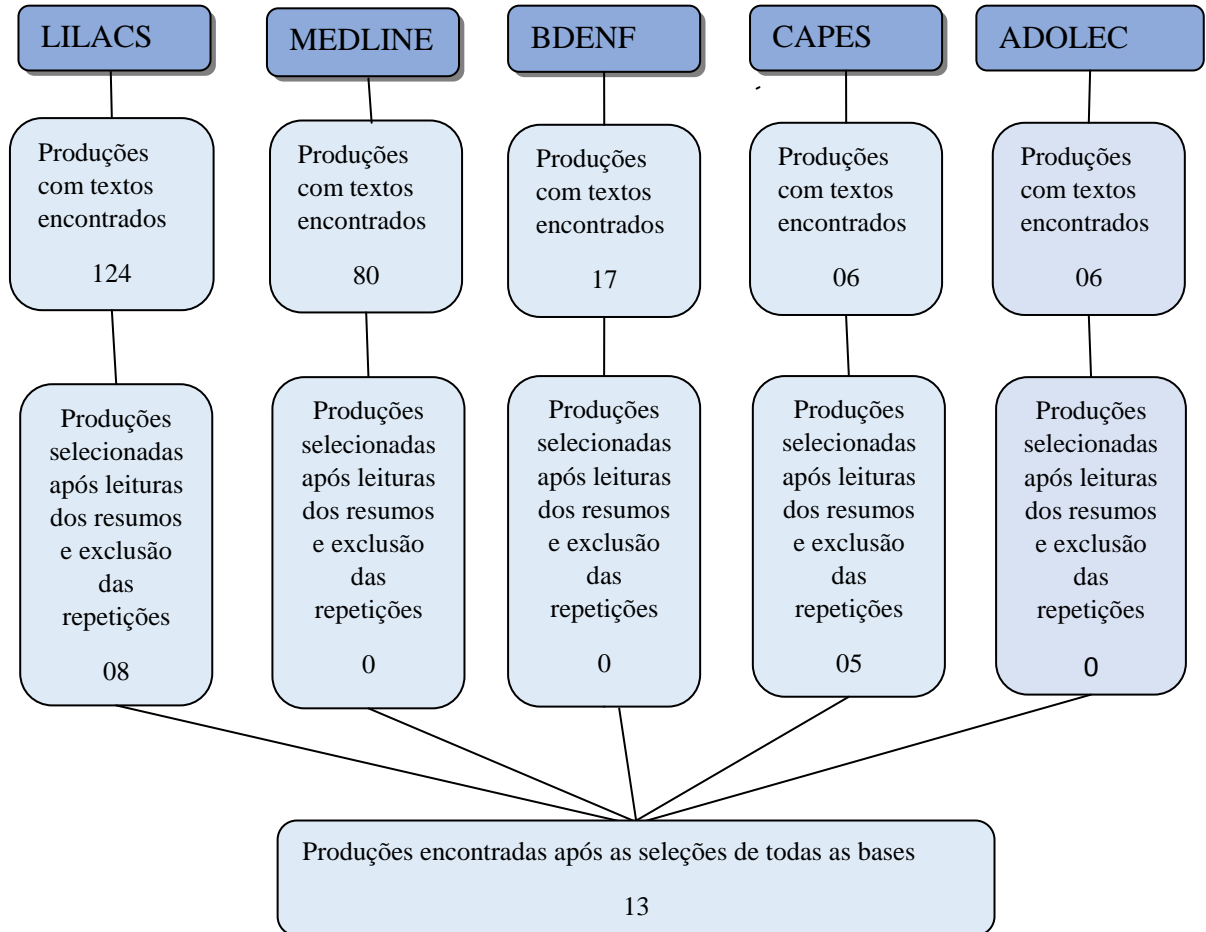 LILACS
MEDLINE
BDENF
CAPES
ADOLEC
Produções
com textos
encontrados
124
Produções
com textos
encontrados
80
Produções
com textos
encontrados
17
Produções
com textos
encontrados
06
Produções
com textos
encontrados
06
Produções
selecionadas
após leituras
dos resumos
e exclusão
das
repetições
08
Produções
selecionadas
após leituras
dos resumos
e exclusão
das
repetições
0
Produções
selecionadas
após leituras
dos resumos
e exclusão
das
repetições
0
Produções
selecionadas
após leituras
dos resumos
e exclusão
das
repetições
05
Produções
selecionadas
após leituras
dos resumos
e exclusão
das
repetições
0
Produções encontradas após as seleções de todas as bases
13